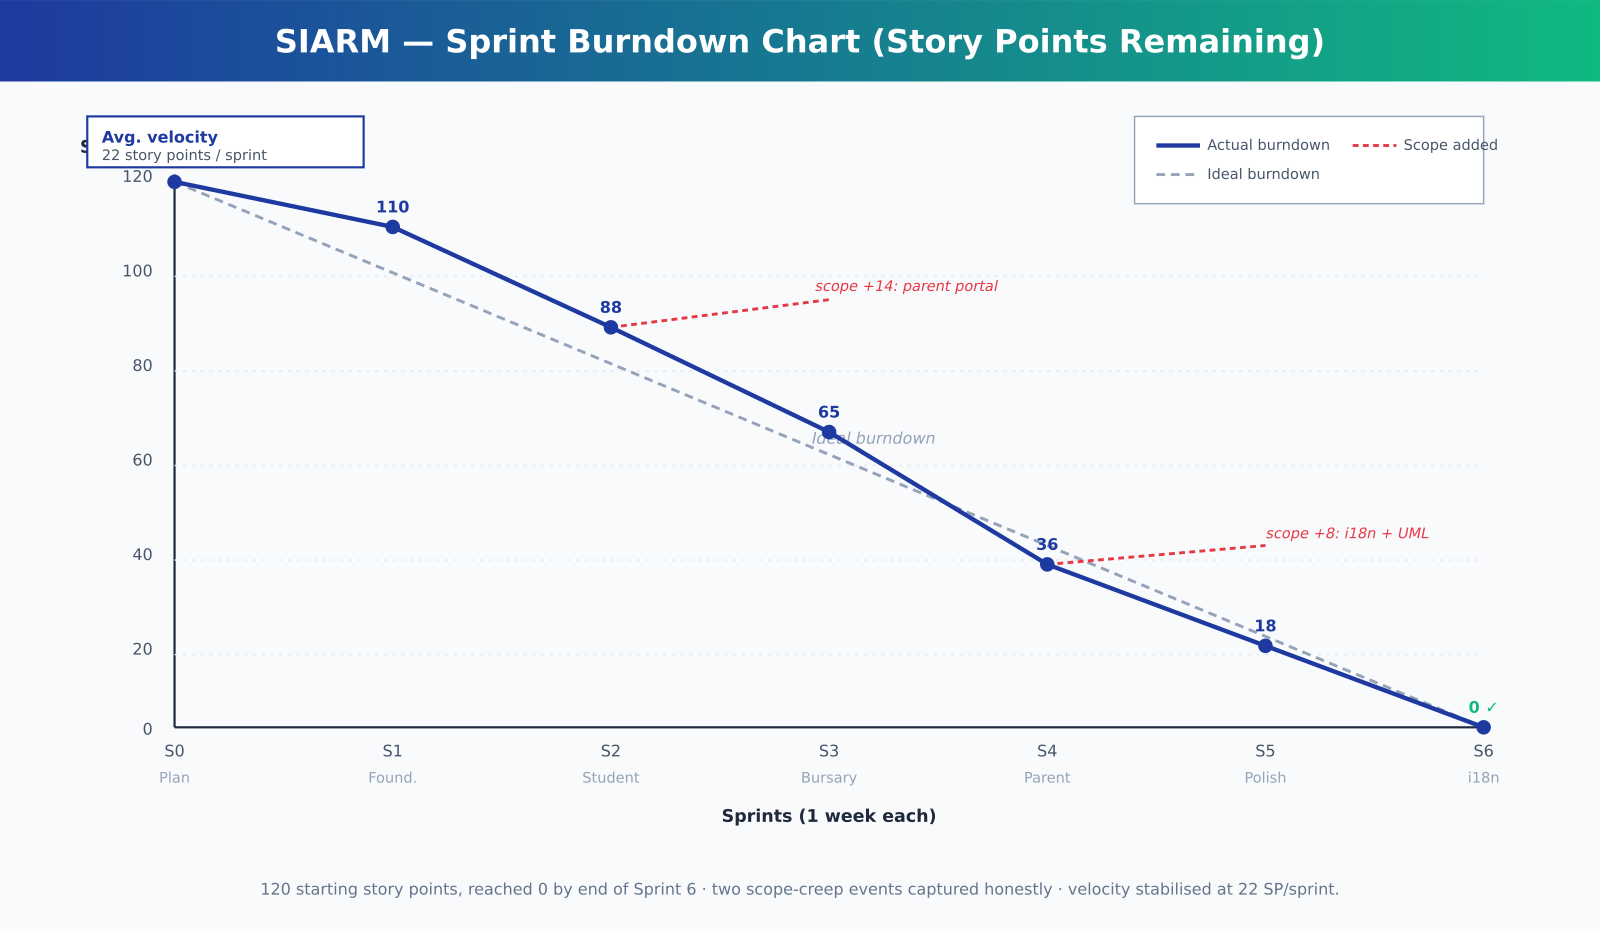 SIARM — Sprint Burndown Chart (Story Points Remaining)
Avg. velocity
22 story points / sprint
Actual burndown
Scope added
Ideal burndown
120
100
80
60
40
20
0
110
88
65
36
18
0 ✓
scope +14: parent portal
Ideal burndown
scope +8: i18n + UML
S0 S1 S2 S3 S4 S5 S6
Plan Found. Student Bursary Parent Polish i18n
Sprints (1 week each)
120 starting story points, reached 0 by end of Sprint 6 · two scope-creep events captured honestly · velocity stabilised at 22 SP/sprint.